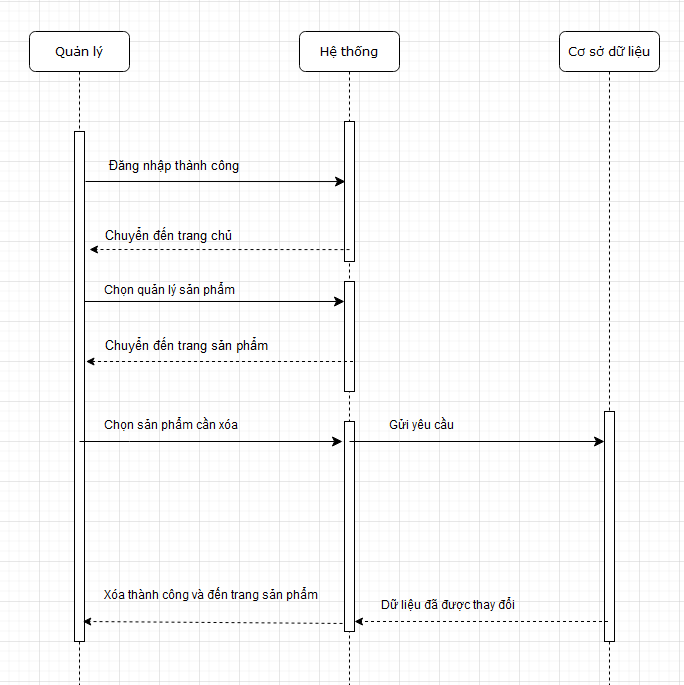 Quản lý
Hệ thống
Cơ sở dữ liệu
Đăng nhập thành công
Chuyển đến trang chủ
Chọn quản lý sản phẩm
Chuyển đến trang sản phẩm
Chọn sản phẩm cần xóa
Gửi yêu cầu
Xóa thành công và đến trang sản phẩm
Dữ liệu đã được thay đổi